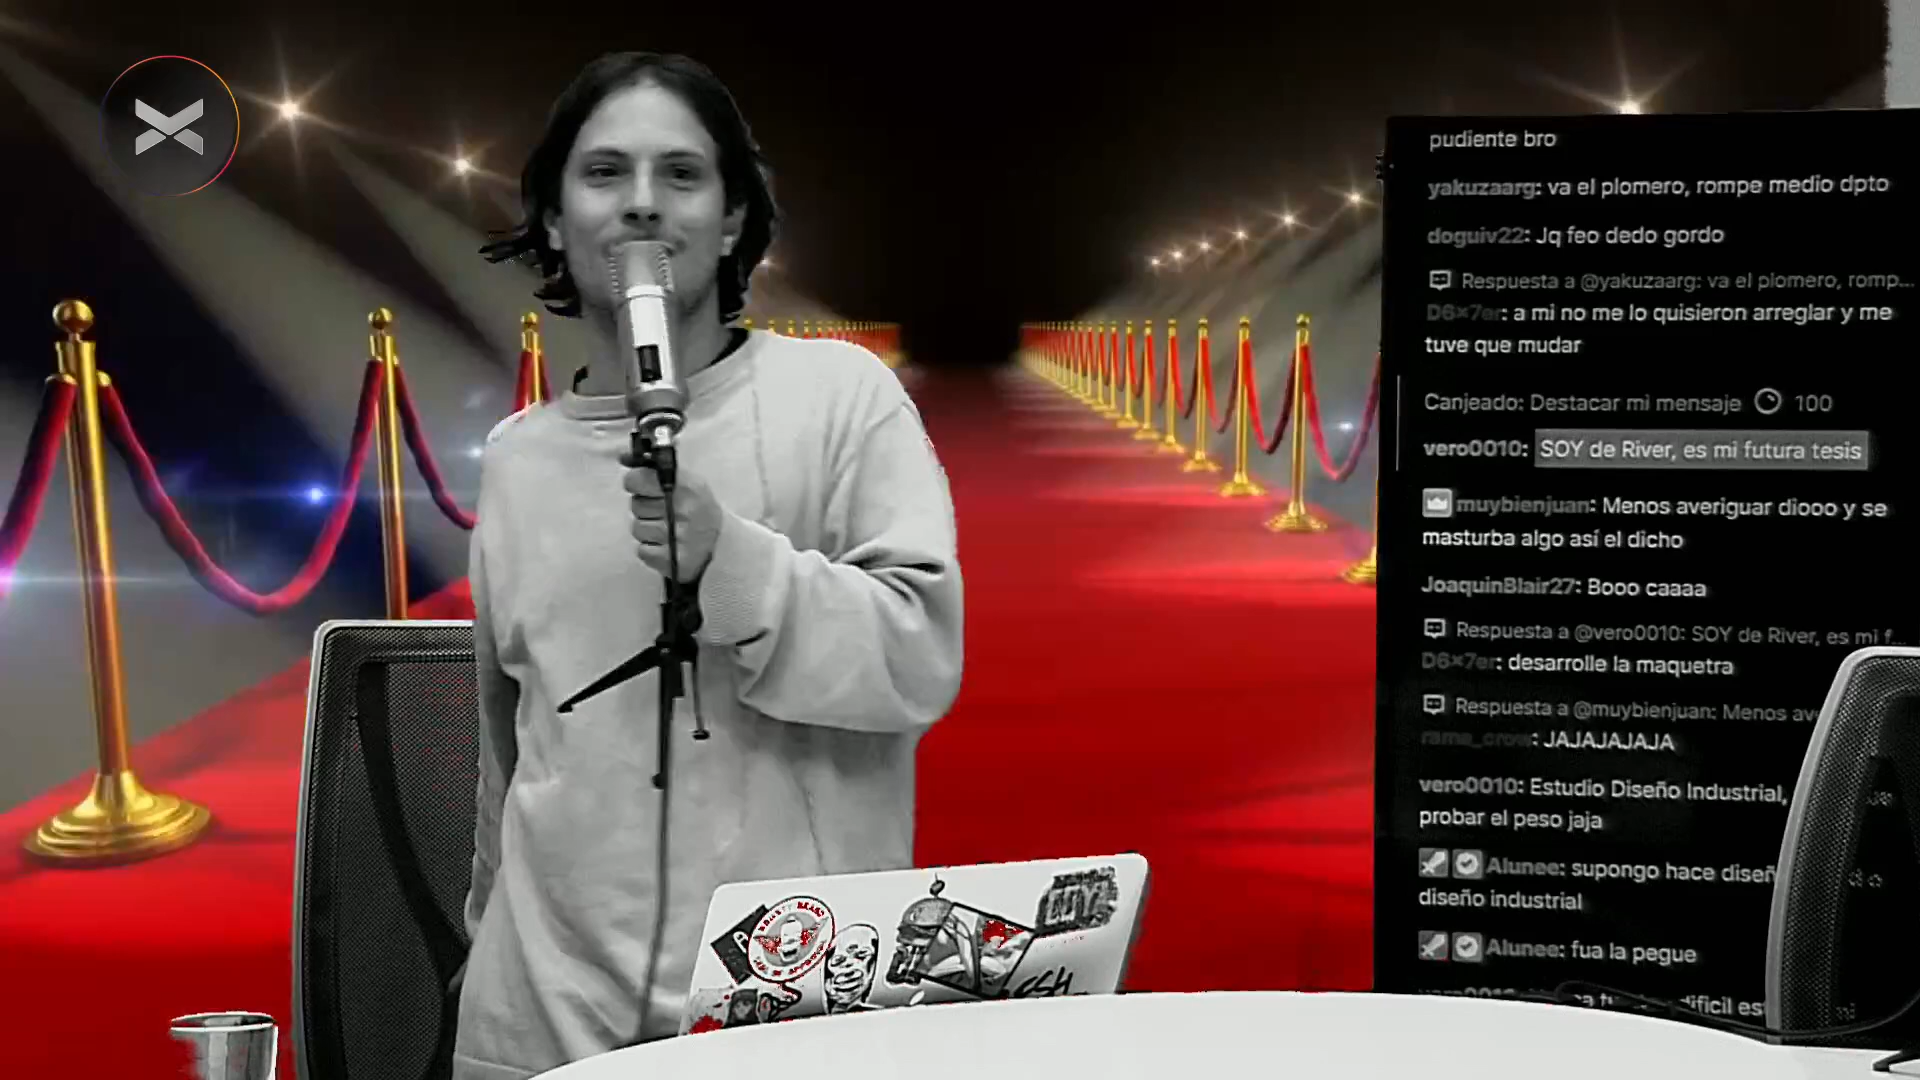 pudiente bro
yakuzaarg: va el plomero, rompe medio dpto
doguiv22: Jq feo dedo gordo
Respuesta a @yakuzaarg: va el plomero, romp...
D6x7er: a mi no me lo quisieron arreglar y me
tuve que mudar
Canjeado: Destacar mi mensaje 100
vero0010: SOY de River, es mi futura tesis
muybienjuan: Menos averiguar diooo y se
masturba algo así el dicho
JoaquinBlair27: Booo caaaa
Respuesta a @vero0010: SOY de River, es mi f...
D6x7er: desarrolle la maquetra
Respuesta a @muybienjuan: Menos av
rama_crow: JAJAJAJAJA
vero0010: Estudio Diseño Industrial,
probar el peso jaja
Alunee: supongo hace diseñ
diseño industrial
Alunee: fua la pegue
dificil es